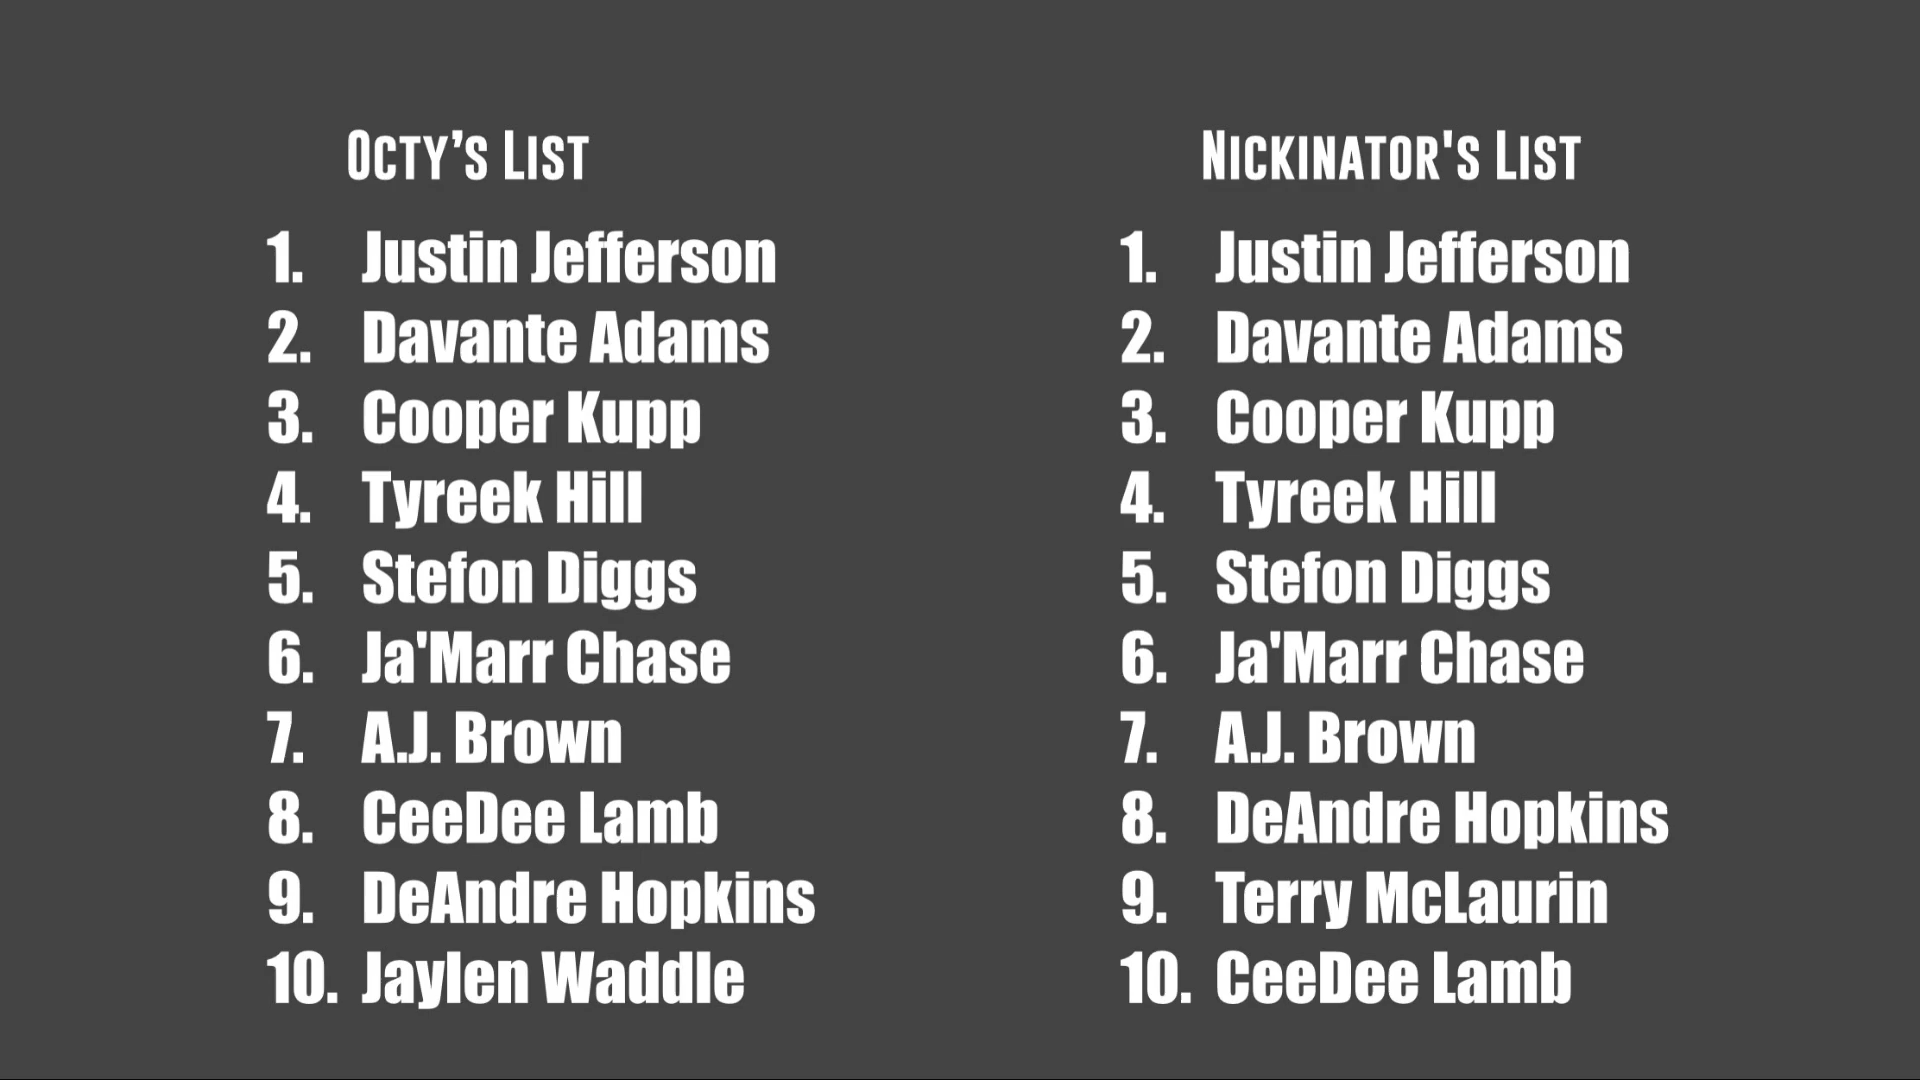 Octy’s List
1. Justin Jefferson
2. Davante Adams
3. Cooper Kupp
4. Tyreek Hill
5. Stefon Diggs
6. Ja'Marr Chase
7. A.J. Brown
8. CeeDee Lamb
9. DeAndre Hopkins
10. Jaylen Waddle
Nickinator's List
1. Justin Jefferson
2. Davante Adams
3. Cooper Kupp
4. Tyreek Hill
5. Stefon Diggs
6. Ja'Marr Chase
7. A.J. Brown
8. DeAndre Hopkins
9. Terry McLaurin
10. CeeDee Lamb